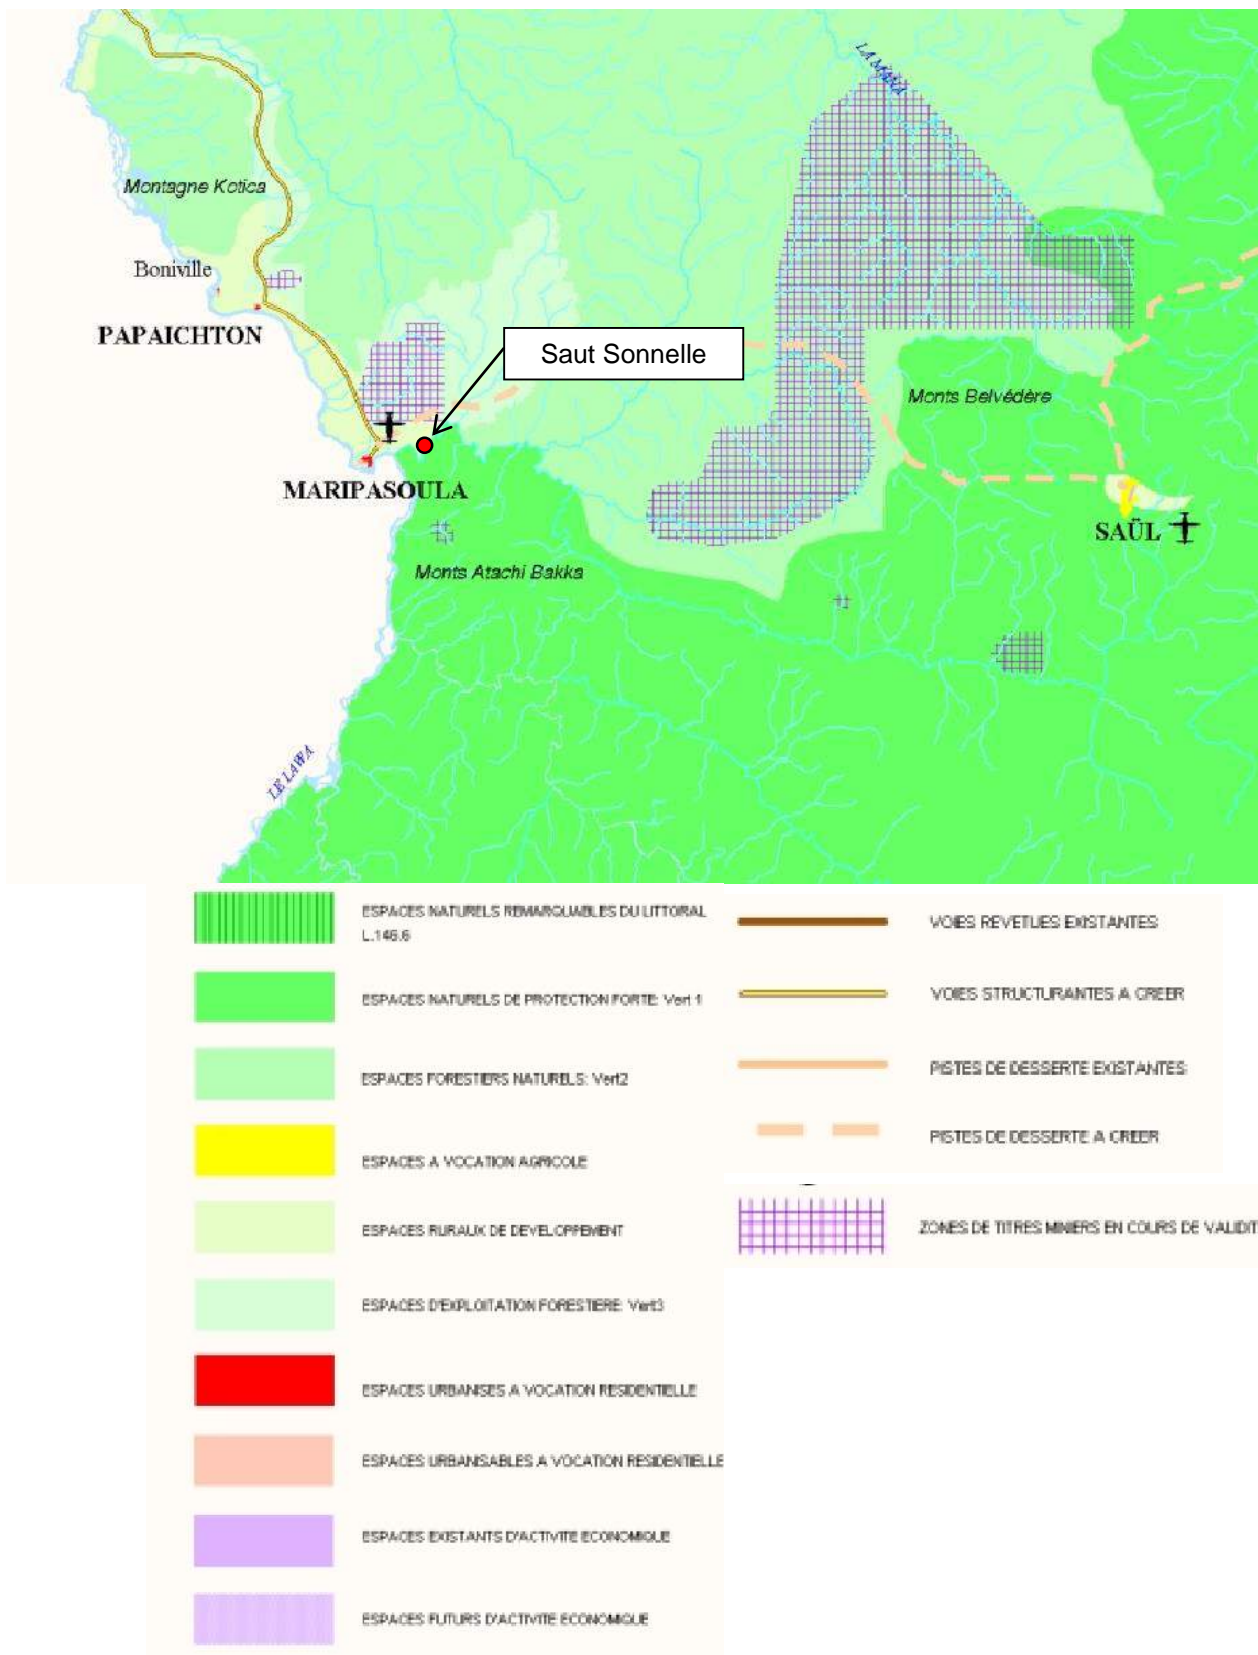 LA MANA
Montagne Kotica
Boniville
PAPAICHTON
Saut Sonnelle
Monts Belvédère
MARIPASOULA
SAÜL
Monts Atachi Bakka
LE LAWA
ESPACES NATURELS REMARQUABLES DU LITTORAL
L.146.6
ESPACES NATURELS DE PROTECTION FORTE: Vert 1
ESPACES FORESTIERS NATURELS: Vert2
ESPACES A VOCATION AGRICOLE
ESPACES RURAUX DE DEVELOPPEMENT
ESPACES D'EXPLOITATION FORESTIERE: Vert3
ESPACES URBANISES A VOCATION RESIDENTIELLE
ESPACES URBANISABLES A VOCATION RESIDENTIELLE
ESPACES EXISTANTS D'ACTIVITE ECONOMIQUE
ESPACES FUTURS D'ACTIVITE ECONOMIQUE
VOIES REVETUES EXISTANTES
VOIES STRUCTURANTES A CREER
PISTES DE DESSERTE EXISTANTES
PISTES DE DESSERTE A CREER
ZONES DE TITRES MINIERS EN COURS DE VALIDIT